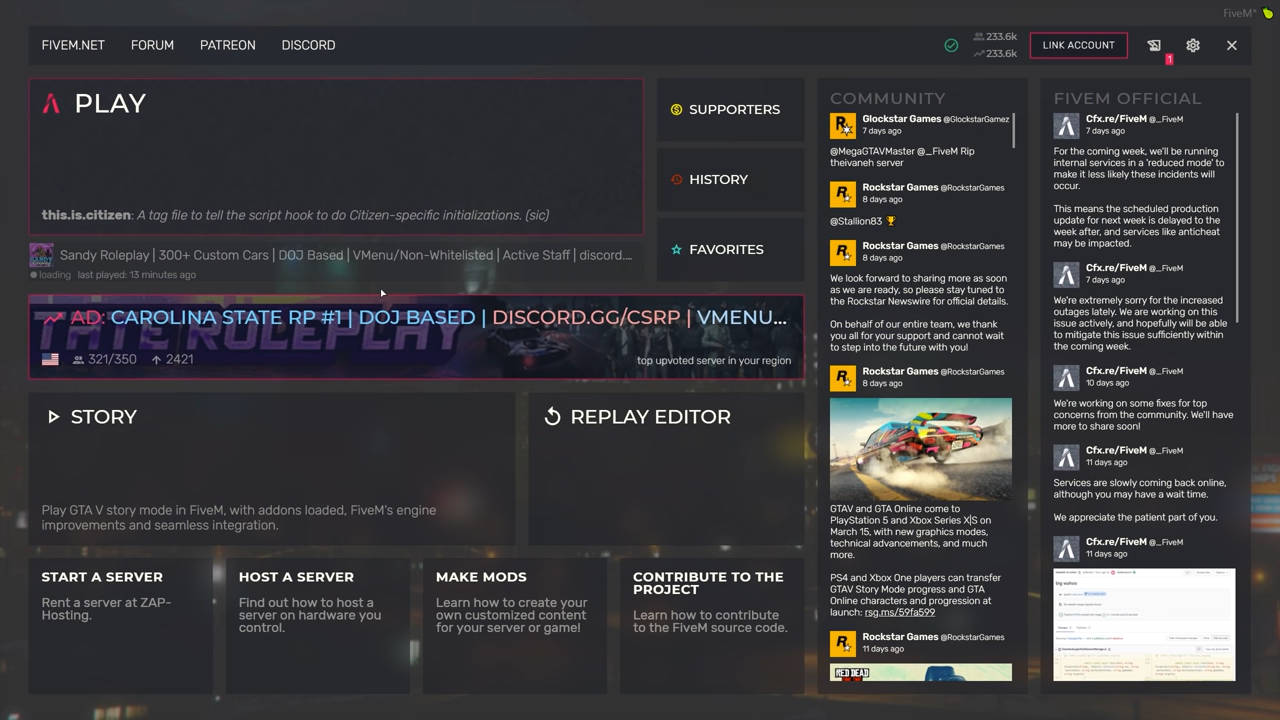 FiveM*
FIVEM.NET
FORUM
PATREON
DISCORD
233.6k
233.6k
LINK ACCOUNT
1
PLAY
this.is.citizen: A tag file to tell the script hook to do Citizen-specific initializations. (sic)
SUPPORTERS
HISTORY
FAVORITES
Sandy Roleplay | 300+ Custom Cars | DOJ Based | VMenu/Non-Whitelisted | Active Staff | discord....
loading last played: 13 minutes ago
AD: CAROLINA STATE RP #1 | DOJ BASED | DISCORD.GG/CSRP | VMENU...
TATE ROLEPLAY
321/350
2421
top upvoted server in your region
STORY
Play GTA V story mode in FiveM, with addons loaded, FiveM's engine
improvements and seamless integration.
REPLAY EDITOR
START A SERVER
Rent a server at ZAP-
Hosting.
HOST A SERVER
Find out how to host a
server on hardware you
control.
MAKE MODS
Learn how to create your
own customized content
for your server or game!
CONTRIBUTE TO THE
PROJECT
Learn how to contribute
to the FiveM source code.
COMMUNITY
Glockstar Games @GlockstarGamez
7 days ago
@MegaGTAVMaster @_FiveM Rip
theivaneh server
Rockstar Games @RockstarGames
8 days ago
@Stallion83 🏆
Rockstar Games @RockstarGames
8 days ago
We look forward to sharing more as soon
as we are ready, so please stay tuned to
the Rockstar Newswire for official details.
On behalf of our entire team, we thank
you all for your support and cannot wait
to step into the future with you!
Rockstar Games @RockstarGames
8 days ago
GTAV and GTA Online come to
PlayStation 5 and Xbox Series X|S on
March 15, with new graphics modes,
technical advancements, and much
more.
PS4 and Xbox One players can transfer
GTAV Story Mode progress and GTA
Online characters and progression at
launch: rsg.ms/59fa599
Rockstar Games @RockstarGames
11 days ago
RED DEAD
FIVEM OFFICIAL
Cfx.re/FiveM @_FiveM
7 days ago
For the coming week, we'll be running
internal services in a 'reduced mode' to
make it less likely these incidents will
occur.
This means the scheduled production
update for next week is delayed to the
week after, and services like anticheat
may be impacted.
Cfx.re/FiveM @_FiveM
7 days ago
We're extremely sorry for the increased
outages lately. We are working on this
issue actively, and hopefully will be able
to mitigate this issue sufficiently within
the coming week.
Cfx.re/FiveM @_FiveM
10 days ago
We're working on some fixes for top
concerns from the community. We'll have
more to share soon!
Cfx.re/FiveM @_FiveM
11 days ago
Services are slowly coming back online,
although you may have a wait time.
We appreciate the patient part of you.
Cfx.re/FiveM @_FiveM
11 days ago